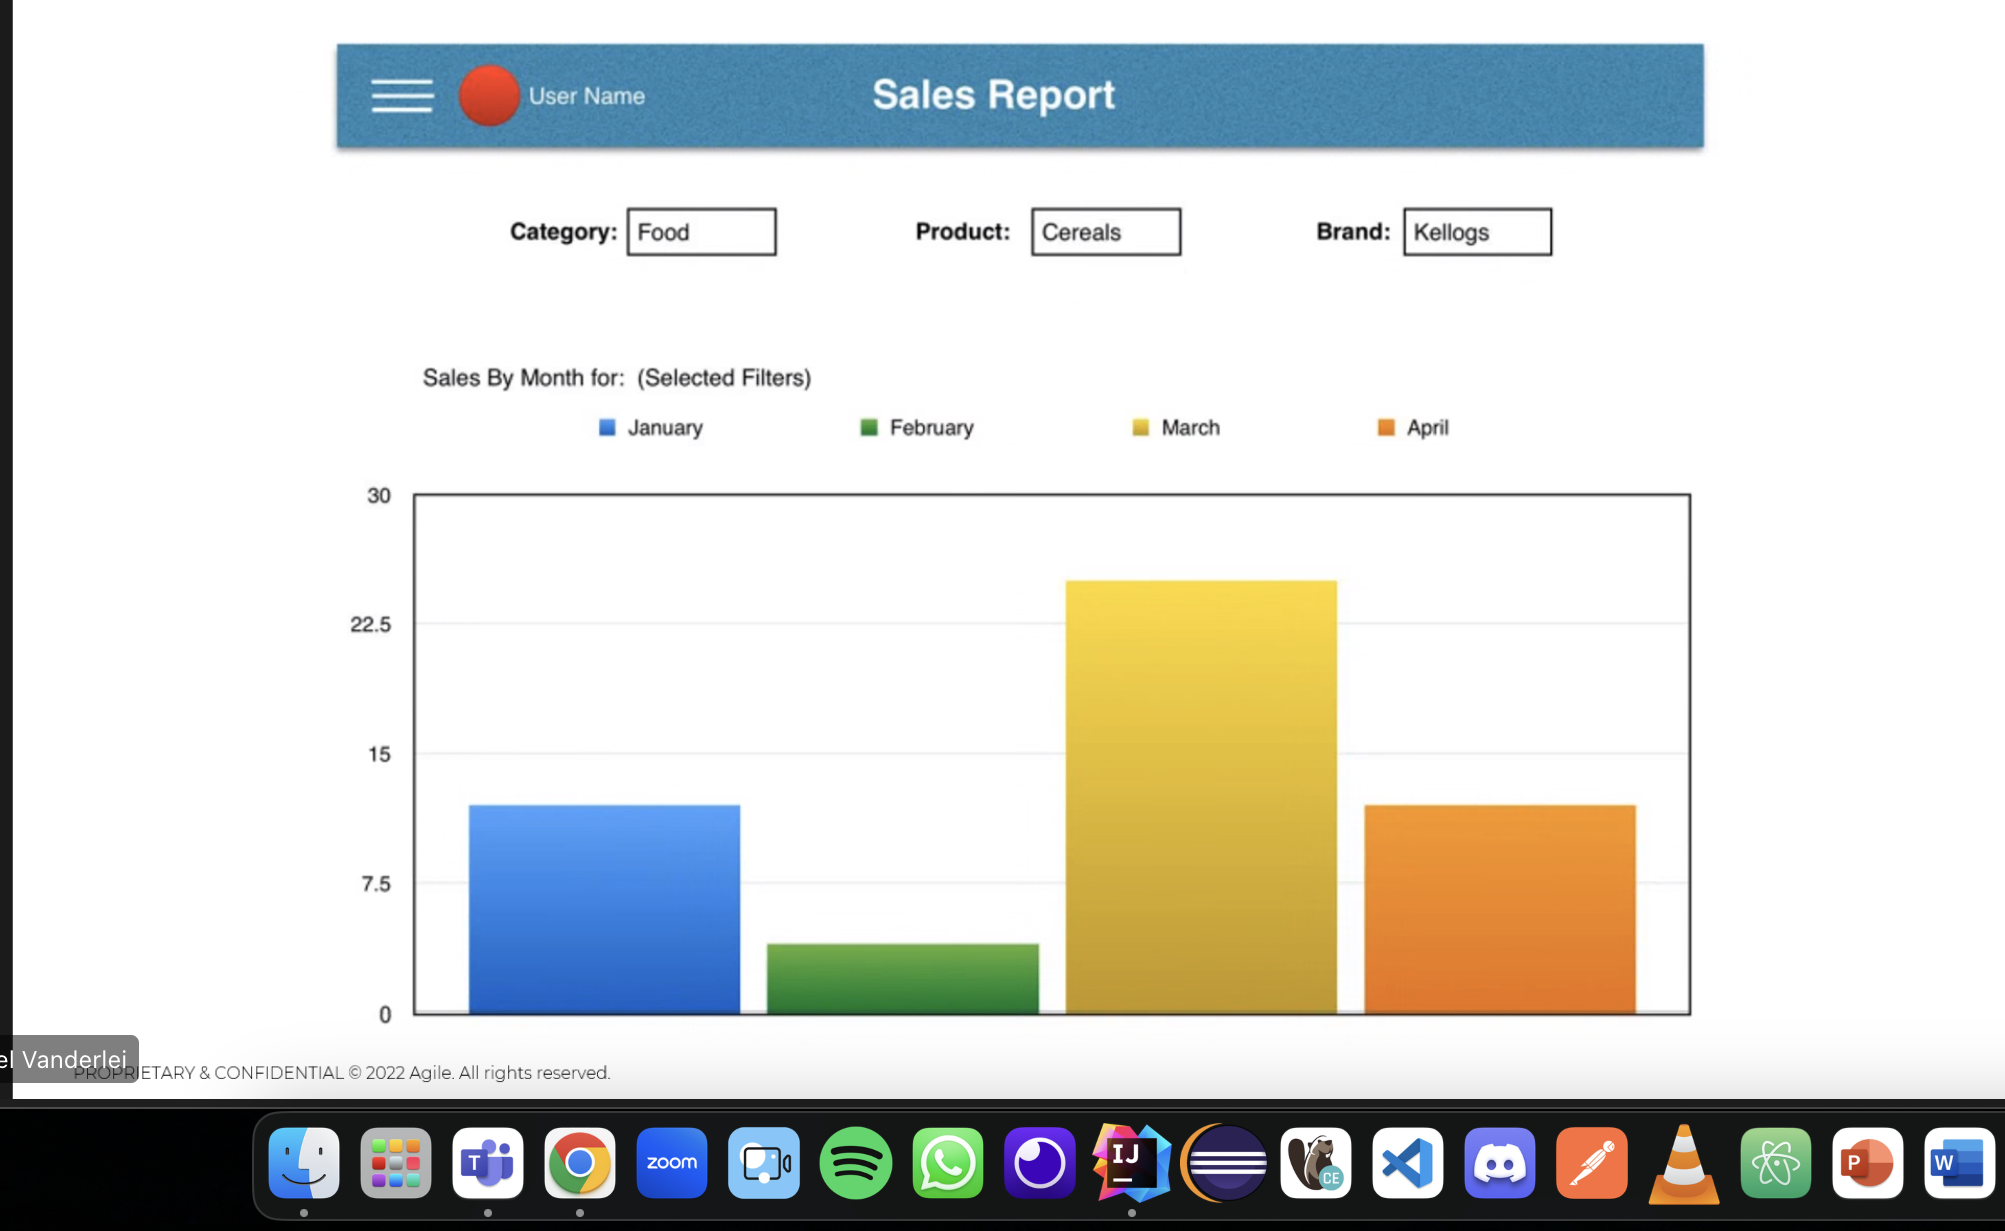 User Name
Sales Report
Category: Food
Product: Cereals
Brand: Kellogs
Sales By Month for: (Selected Filters)
January
February
March
April
30
22.5
15
7.5
0
el Vanderlei
PROPRIETARY & CONFIDENTIAL © 2022 Agile. All rights reserved.
T
zoom
IJ
CE
P
W